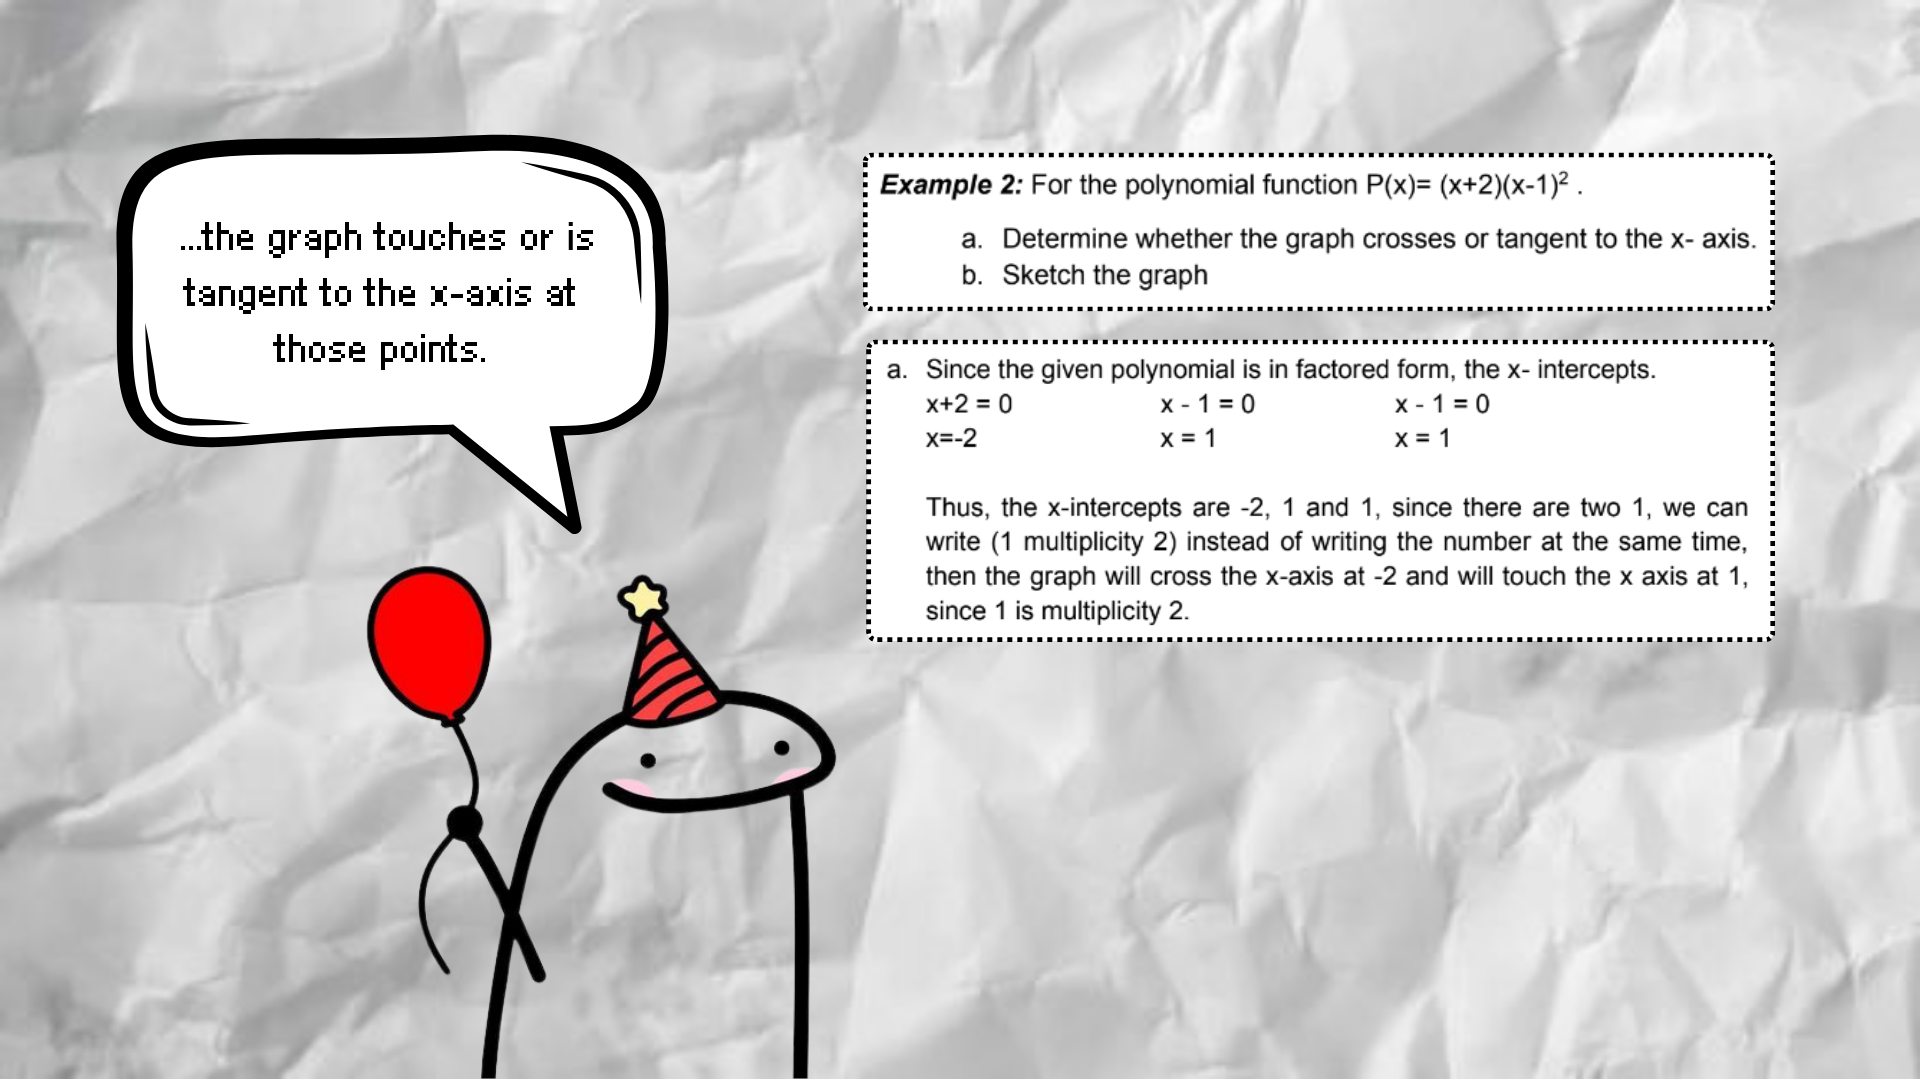 ...the graph touches or is
tangent to the x-axis at
those points.
Example 2: For the polynomial function P(x)= (x+2)(x-1)² .
a. Determine whether the graph crosses or tangent to the x- axis.
b. Sketch the graph
a. Since the given polynomial is in factored form, the x- intercepts.
x+2 = 0 x - 1 = 0 x - 1 = 0
x=-2 x = 1 x = 1
Thus, the x-intercepts are -2, 1 and 1, since there are two 1, we can
write (1 multiplicity 2) instead of writing the number at the same time,
then the graph will cross the x-axis at -2 and will touch the x axis at 1,
since 1 is multiplicity 2.